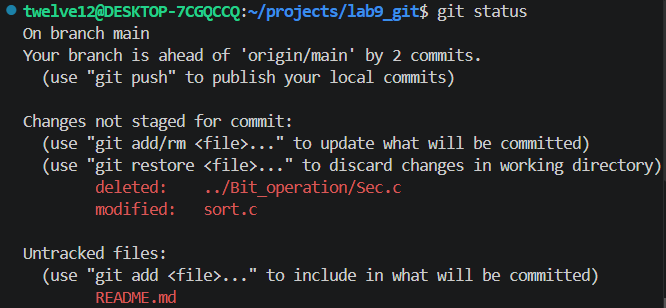 twelve12@DESKTOP-7CGQCCQ:~/projects/lab9_git$ git status
On branch main
Your branch is ahead of 'origin/main' by 2 commits.
  (use "git push" to publish your local commits)

Changes not staged for commit:
  (use "git add/rm <file>..." to update what will be committed)
  (use "git restore <file>..." to discard changes in working directory)
        deleted:    ../Bit_operation/Sec.c
        modified:   sort.c

Untracked files:
  (use "git add <file>..." to include in what will be committed)
        README.md